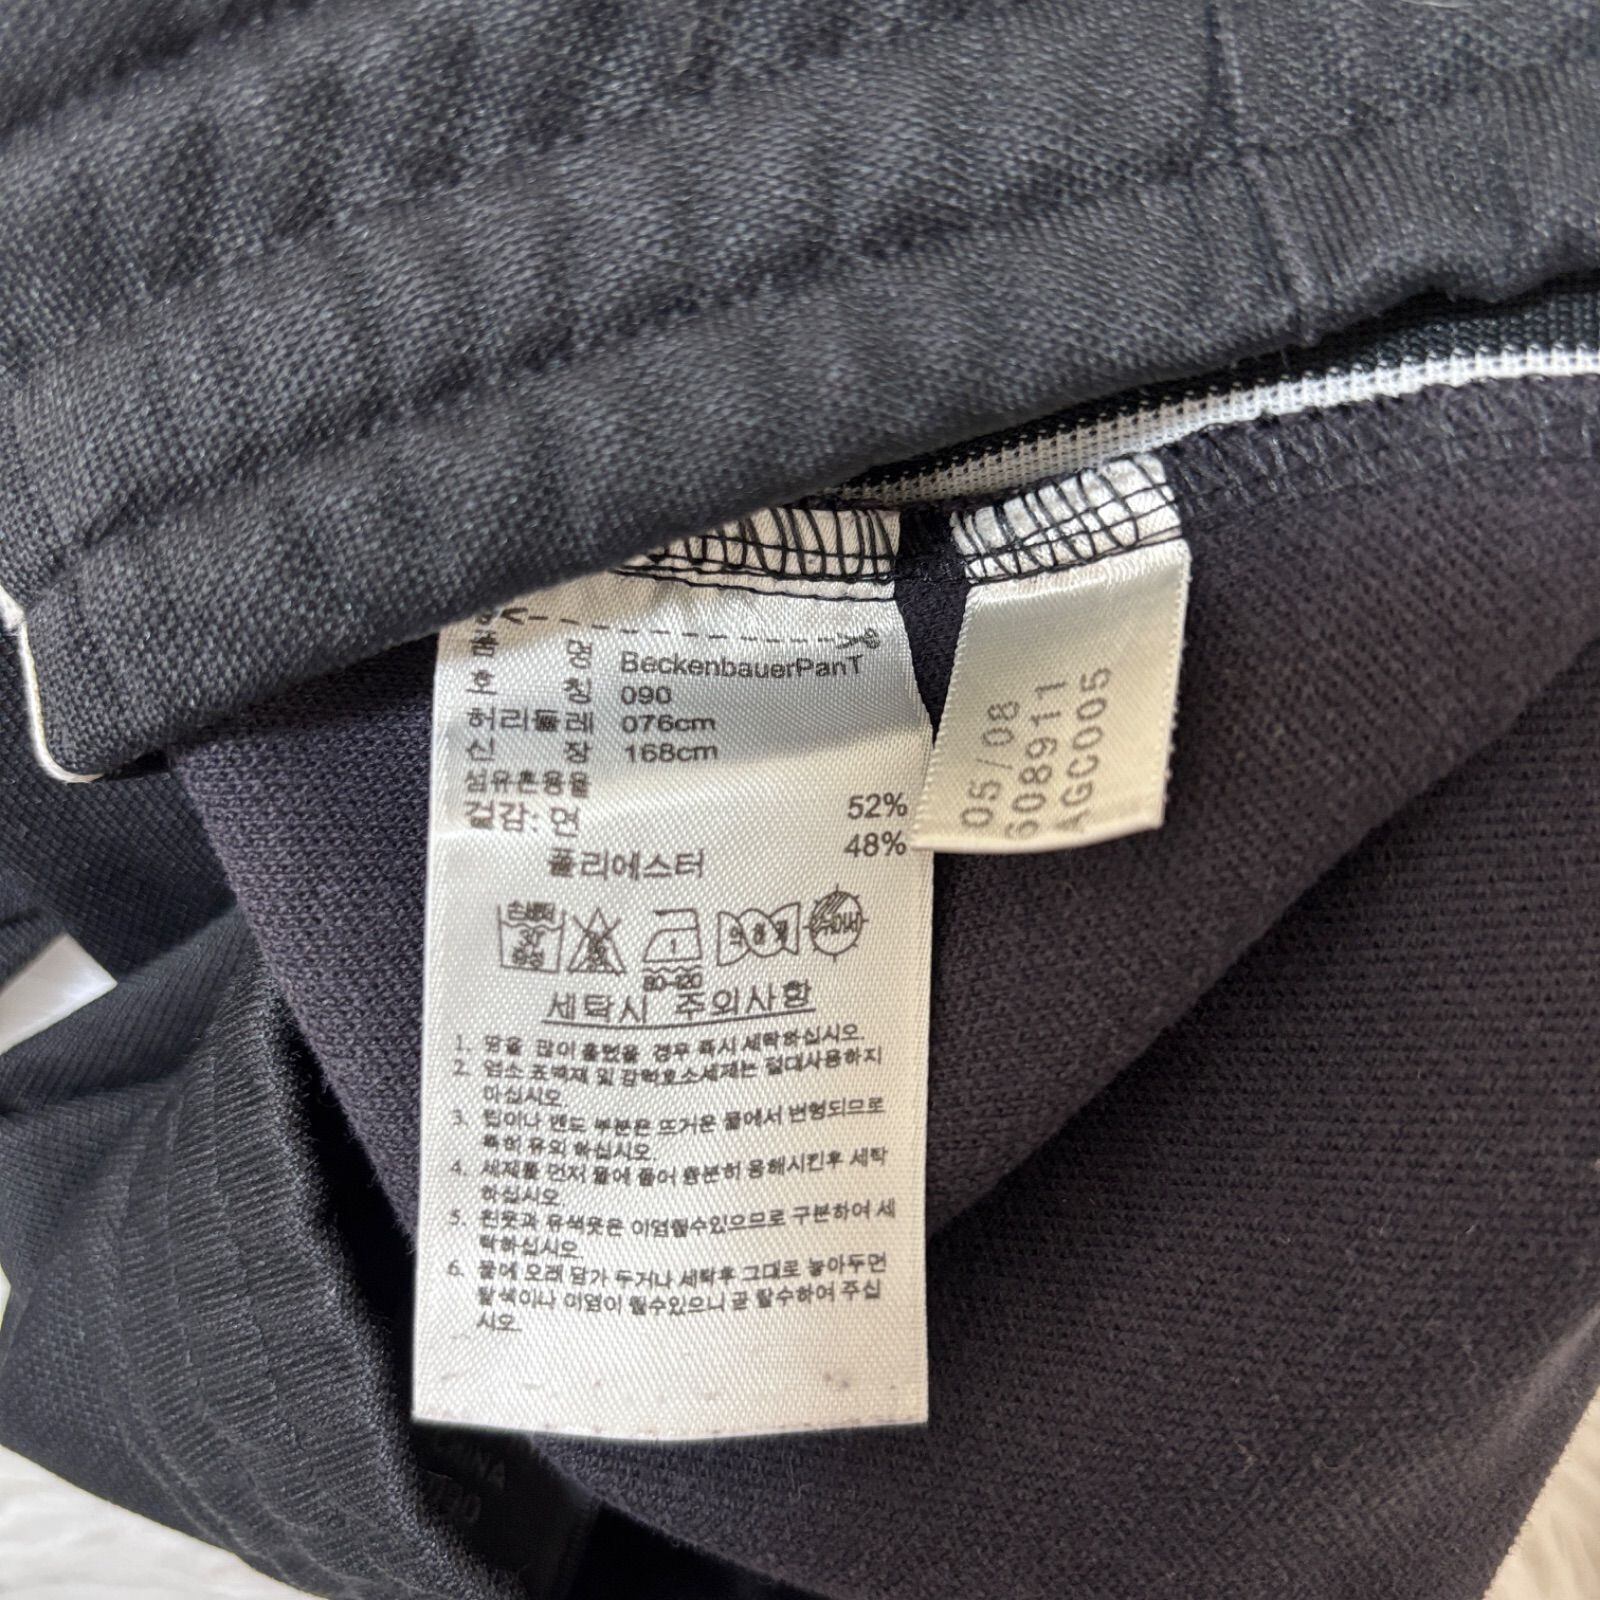 품 명 BeckenbauerPanT
호 칭 090
허리둘레 076cm
신 장 168cm
섬유혼용율
겉감: 면 52%
폴리에스터 48%
손세탁
30
중성
80-120
세탁시 주의사항
1. 땀을 많이 흘렸을 경우 즉시 세탁하십시오.
2. 염소 표백제 및 강력효소세제는 절대사용하지
마십시오.
3. 립이나 밴드 부분은 뜨거운 물에서 변형되므로
특히 유의 하십시오.
4. 세제를 먼저 물에 풀어 충분히 용해시킨후 세탁
하십시오.
5. 흰옷과 유색옷은 이염될수있으므로 구분하여 세
탁하십시오.
6. 물에 오래 담가 두거나 세탁후 그대로 놓아두면
탈색이나 이염이 될수있으니 곧 탈수하여 주십
시오.
05/08
608911
AGC005